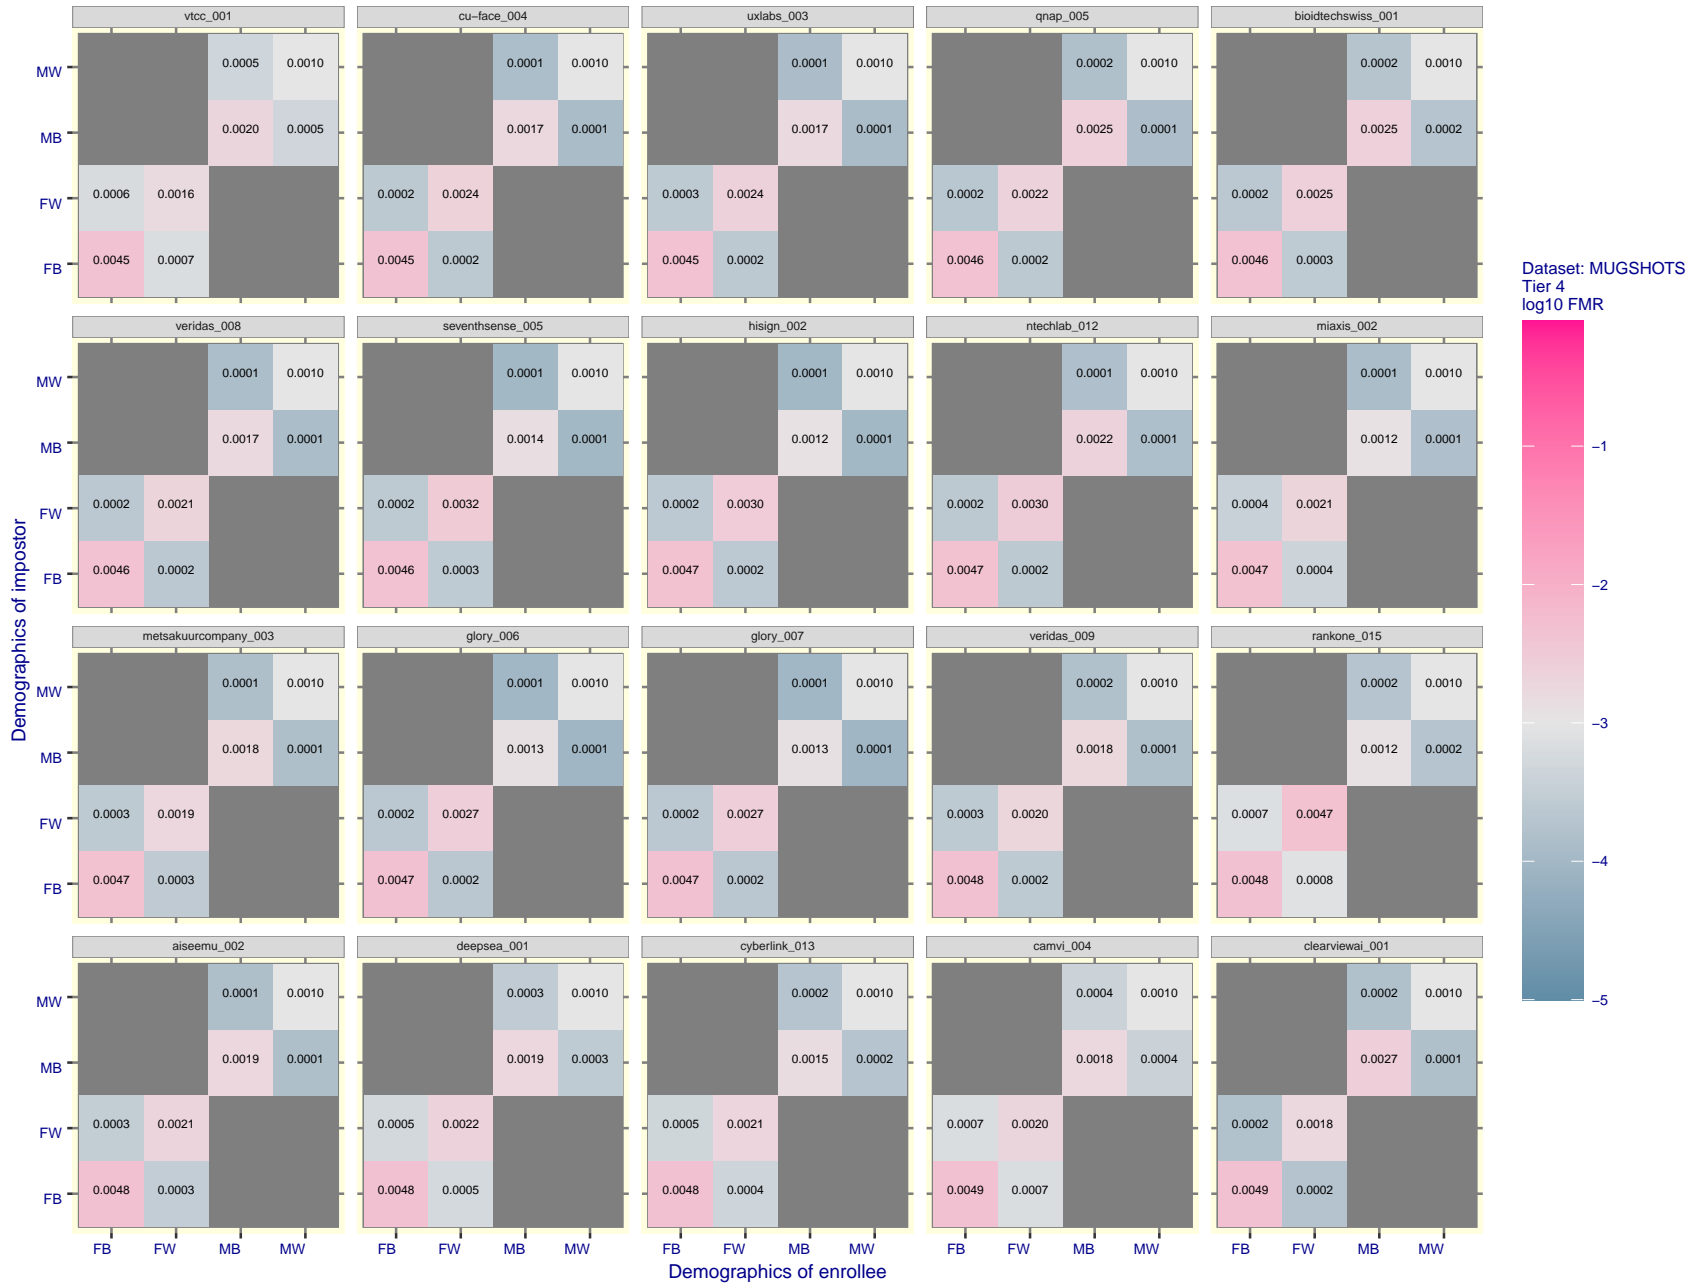 vtcc_001 cu−face_004 uxlabs_003 qnap_005 bioidtechswiss_001
MW 0.0005 0.0010 0.0001 0.0010 0.0001 0.0010 0.0002 0.0010 0.0002 0.0010
MB 0.0020 0.0005 0.0017 0.0001 0.0017 0.0001 0.0025 0.0001 0.0025 0.0002
FW 0.0006 0.0016 0.0002 0.0024 0.0003 0.0024 0.0002 0.0022 0.0002 0.0025
FB 0.0045 0.0007 0.0045 0.0002 0.0045 0.0002 0.0046 0.0002 0.0046 0.0003
veridas_008 seventhsense_005 hisign_002 ntechlab_012 miaxis_002
MW 0.0001 0.0010 0.0001 0.0010 0.0001 0.0010 0.0001 0.0010 0.0001 0.0010
MB 0.0017 0.0001 0.0014 0.0001 0.0012 0.0001 0.0022 0.0001 0.0012 0.0001
FW 0.0002 0.0021 0.0002 0.0032 0.0002 0.0030 0.0002 0.0030 0.0004 0.0021
FB 0.0046 0.0002 0.0046 0.0003 0.0047 0.0002 0.0047 0.0002 0.0047 0.0004
metsakuurcompany_003 glory_006 glory_007 veridas_009 rankone_015
MW 0.0001 0.0010 0.0001 0.0010 0.0001 0.0010 0.0002 0.0010 0.0002 0.0010
MB 0.0018 0.0001 0.0013 0.0001 0.0013 0.0001 0.0018 0.0001 0.0012 0.0002
FW 0.0003 0.0019 0.0002 0.0027 0.0002 0.0027 0.0003 0.0020 0.0007 0.0047
FB 0.0047 0.0003 0.0047 0.0002 0.0047 0.0002 0.0048 0.0002 0.0048 0.0008
aiseemu_002 deepsea_001 cyberlink_013 camvi_004 clearviewai_001
MW 0.0001 0.0010 0.0003 0.0010 0.0002 0.0010 0.0004 0.0010 0.0002 0.0010
MB 0.0019 0.0001 0.0019 0.0003 0.0015 0.0002 0.0018 0.0004 0.0027 0.0001
FW 0.0003 0.0021 0.0005 0.0022 0.0005 0.0021 0.0007 0.0020 0.0002 0.0018
FB 0.0048 0.0003 0.0048 0.0005 0.0048 0.0004 0.0049 0.0007 0.0049 0.0002
FB FW MB MW FB FW MB MW FB FW MB MW FB FW MB MW FB FW MB MW
Demographics of enrollee
Demographics of impostor
Dataset: MUGSHOTS
Tier 4
log10 FMR
−1
−2
−3
−4
−5